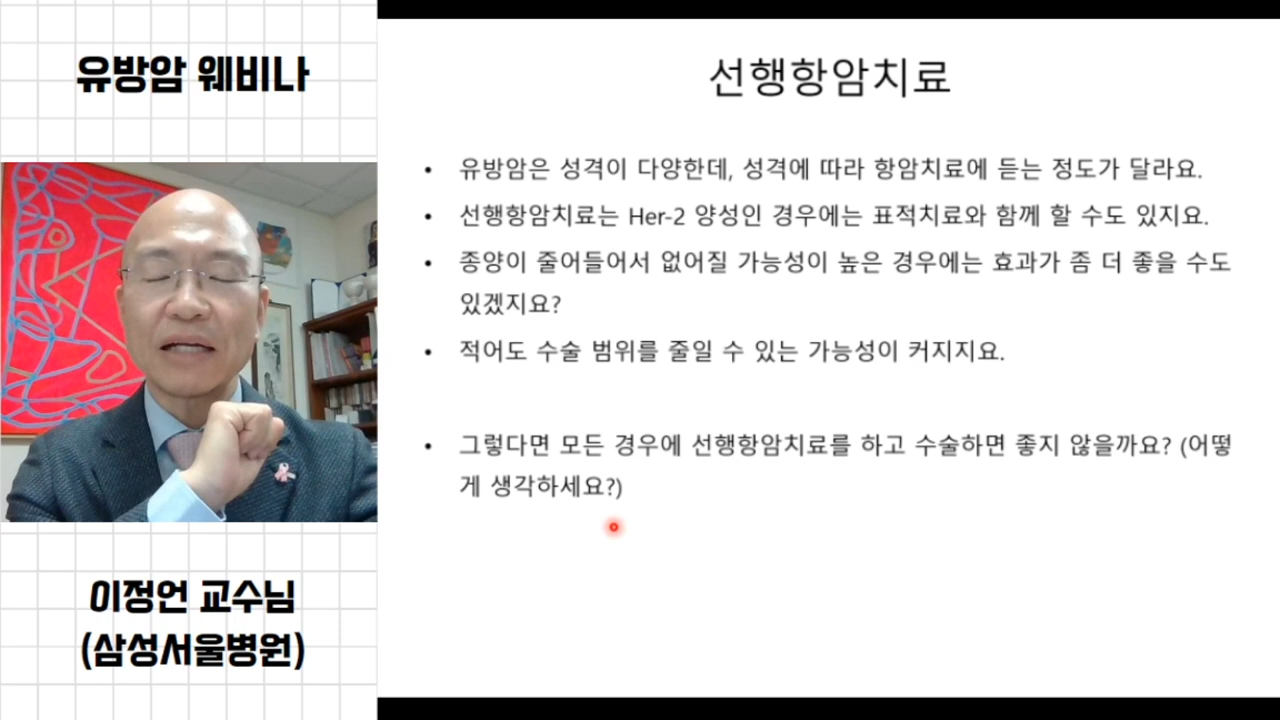 유방암 웨비나
이정언 교수님
(삼성서울병원)
선행항암치료
• 유방암은 성격이 다양한데, 성격에 따라 항암치료에 듣는 정도가 달라요.
• 선행항암치료는 Her-2 양성인 경우에는 표적치료와 함께 할 수도 있지요.
• 종양이 줄어들어서 없어질 가능성이 높은 경우에는 효과가 좀 더 좋을 수도
있겠지요?
• 적어도 수술 범위를 줄일 수 있는 가능성이 커지지요.
• 그렇다면 모든 경우에 선행항암치료를 하고 수술하면 좋지 않을까요? (어떻
게 생각하세요?)